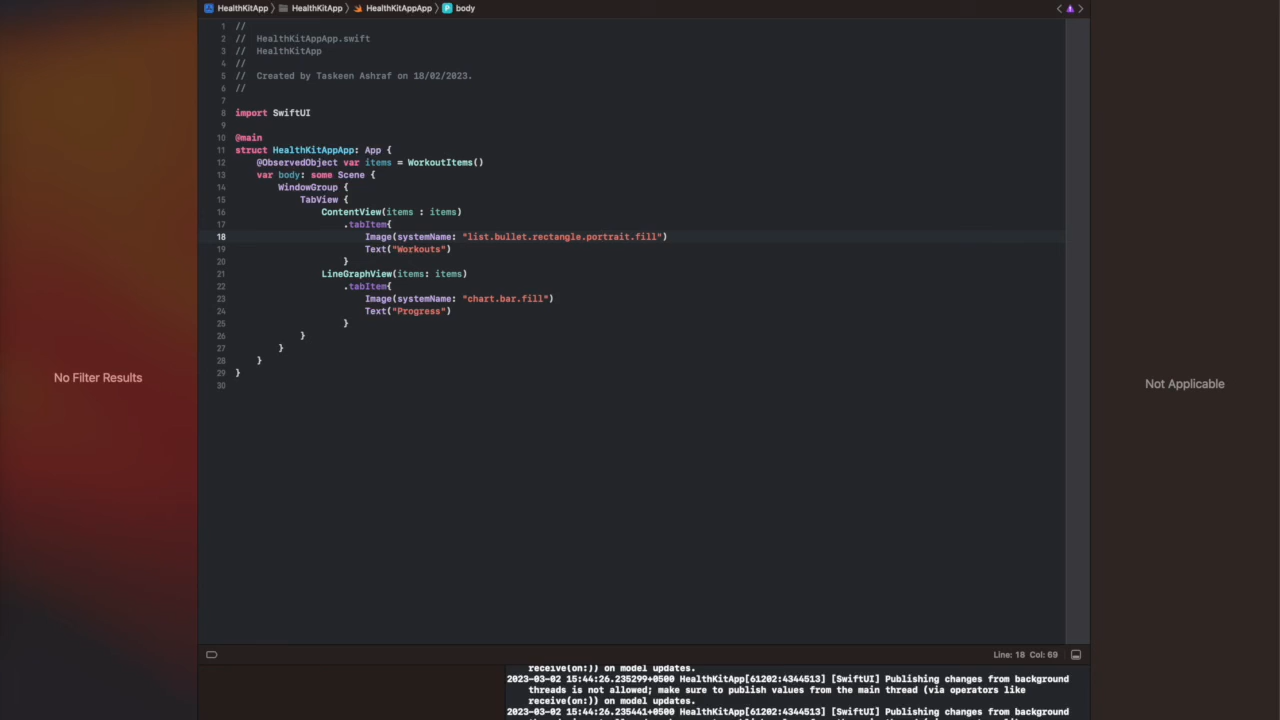 HealthKitApp HealthKitApp HealthKitAppApp body
1 //
2 // HealthKitAppApp.swift
3 // HealthKitApp
4 //
5 // Created by Taskeen Ashraf on 18/02/2023.
6 //
7
8 import SwiftUI
9
10 @main
11 struct HealthKitAppApp: App {
12 @ObservedObject var items = WorkoutItems()
13 var body: some Scene {
14 WindowGroup {
15 TabView {
16 ContentView(items : items)
17 .tabItem{
18 Image(systemName: "list.bullet.rectangle.portrait.fill")
19 Text("Workouts")
20 }
21 LineGraphView(items: items)
22 .tabItem{
23 Image(systemName: "chart.bar.fill")
24 Text("Progress")
25 }
26 }
27 }
28 }
29 }
30
No Filter Results
Not Applicable
Line: 18 Col: 69
receive(on:)) on model updates.
2023-03-02 15:44:26.235299+0500 HealthKitApp[61202:4344513] [SwiftUI] Publishing changes from background
threads is not allowed; make sure to publish values from the main thread (via operators like
receive(on:)) on model updates.
2023-03-02 15:44:26.235441+0500 HealthKitApp[61202:4344513] [SwiftUI] Publishing changes from background